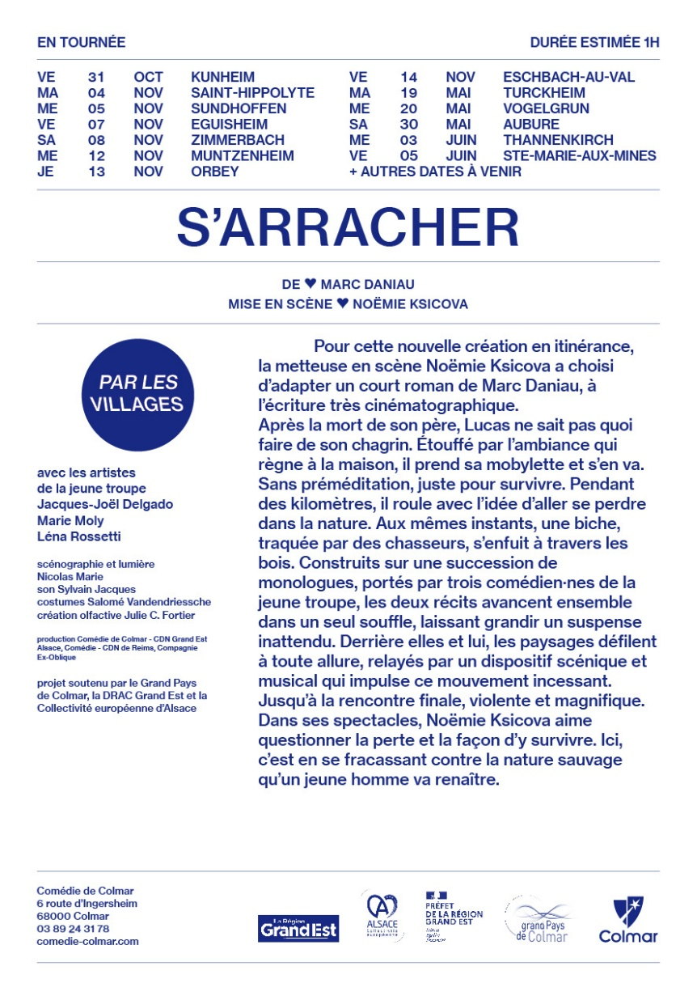 EN TOURNÉE
DURÉE ESTIMÉE 1H
VE 31 OCT KUNHEIM
MA 04 NOV SAINT-HIPPOLYTE
ME 05 NOV SUNDHOFFEN
VE 07 NOV EGUISHEIM
SA 08 NOV ZIMMERBACH
ME 12 NOV MUNTZENHEIM
JE 13 NOV ORBEY
VE 14 NOV ESCHBACH-AU-VAL
MA 19 MAI TURCKHEIM
ME 20 MAI VOGELGRUN
SA 30 MAI AUBURE
ME 03 JUIN THANNENKIRCH
VE 05 JUIN STE-MARIE-AUX-MINES
+ AUTRES DATES À VENIR
S’ARRACHER
DE ♥ MARC DANIAU
MISE EN SCÈNE ♥ NOËMIE KSICOVA
PAR LES
VILLAGES
avec les artistes
de la jeune troupe
Jacques-Joël Delgado
Marie Moly
Léna Rossetti
scénographie et lumière
Nicolas Marie
son Sylvain Jacques
costumes Salomé Vandendriessche
création olfactive Julie C. Fortier
production Comédie de Colmar - CDN Grand Est
Alsace, Comédie - CDN de Reims, Compagnie
Ex-Oblique
projet soutenu par le Grand Pays
de Colmar, la DRAC Grand Est et la
Collectivité européenne d’Alsace
Pour cette nouvelle création en itinérance,
la metteuse en scène Noëmie Ksicova a choisi
d’adapter un court roman de Marc Daniau, à
l’écriture très cinématographique.
Après la mort de son père, Lucas ne sait pas quoi
faire de son chagrin. Étouffé par l’ambiance qui
règne à la maison, il prend sa mobylette et s’en va.
Sans préméditation, juste pour survivre. Pendant
des kilomètres, il roule avec l’idée d’aller se perdre
dans la nature. Aux mêmes instants, une biche,
traquée par des chasseurs, s’enfuit à travers les
bois. Construits sur une succession de
monologues, portés par trois comédien·nes de la
jeune troupe, les deux récits avancent ensemble
dans un seul souffle, laissant grandir un suspense
inattendu. Derrière elles et lui, les paysages défilent
à toute allure, relayés par un dispositif scénique et
musical qui impulse ce mouvement incessant.
Jusqu’à la rencontre finale, violente et magnifique.
Dans ses spectacles, Noëmie Ksicova aime
questionner la perte et la façon d’y survivre. Ici,
c’est en se fracassant contre la nature sauvage
qu’un jeune homme va renaître.
Comédie de Colmar
6 route d’Ingersheim
68000 Colmar
03 89 24 31 78
comedie-colmar.com
La Région
Grand Est
ALSACE
Collectivité
européenne
PRÉFET
DE LA RÉGION
GRAND EST
Liberté
Égalité
Fraternité
grand Pays
de Colmar
Colmar